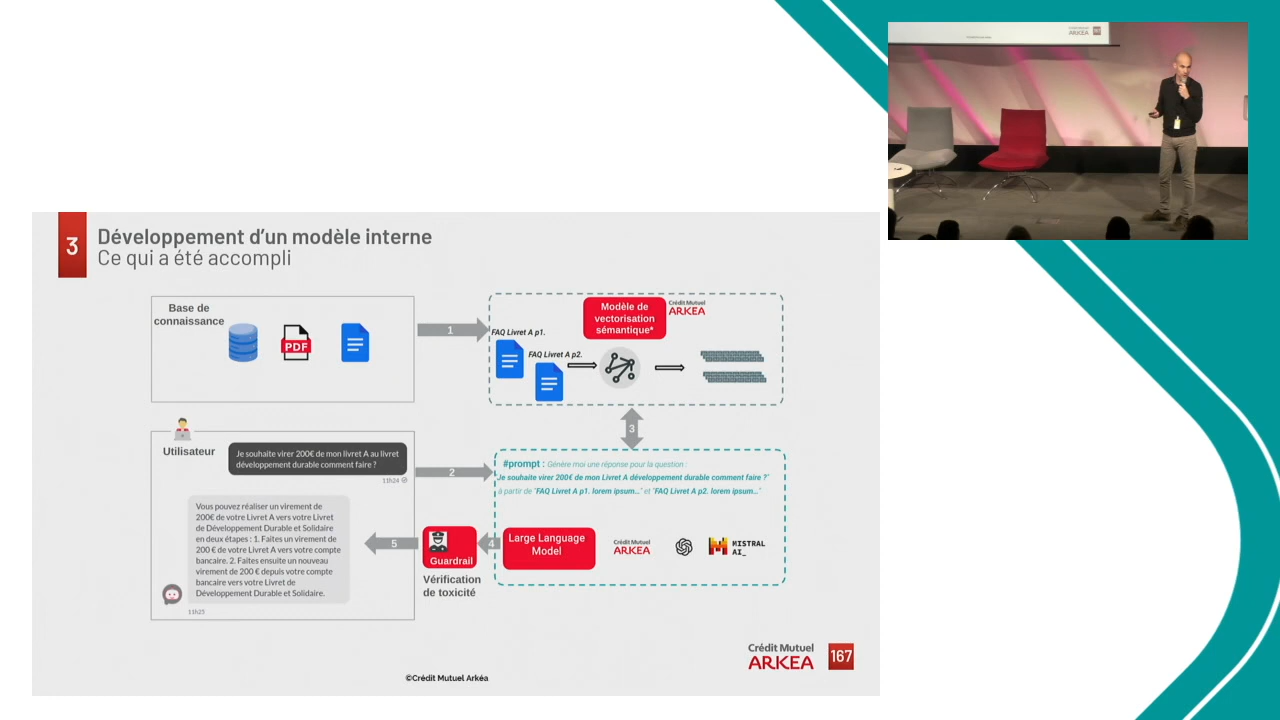 3
Développement d'un modèle interne
Ce qui a été accompli
Base de
connaissance
PDF
1
Modèle de
vectorisation
sémantique*
Crédit Mutuel
ARKEA
FAQ Livret A p1.
FAQ Livret A p2.
3
Utilisateur
Je souhaite virer 200€ de mon livret A au livret
développement durable comment faire ?
11h24
2
#prompt : Génère moi une réponse pour la question :
"Je souhaite virer 200€ de mon Livret A développement durable comment faire ?"
à partir de "FAQ Livret A p1. lorem ipsum..." et "FAQ Livret A p2. lorem ipsum..."
Large Language
Model
Crédit Mutuel
ARKEA
MISTRAL
AI_
4
Guardrail
Vérification
de toxicité
5
Vous pouvez réaliser un virement de
200€ de votre Livret A vers votre Livret
de Développement Durable et Solidaire
en deux étapes : 1. Faites un virement de
200 € de votre Livret A vers votre compte
bancaire. 2. Faites ensuite un nouveau
virement de 200 € depuis votre compte
bancaire vers votre Livret de
Développement Durable et Solidaire.
11h25
©Crédit Mutuel Arkéa
Crédit Mutuel
ARKEA
167